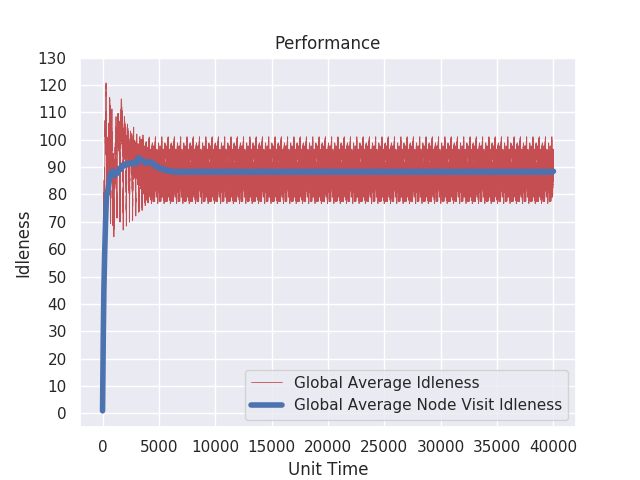 Performance
130
120
110
100
90
80
70
60
50
40
30
20
10
0
Idleness
Global Average Idleness
Global Average Node Visit Idleness
0 5000 10000 15000 20000 25000 30000 35000 40000
Unit Time